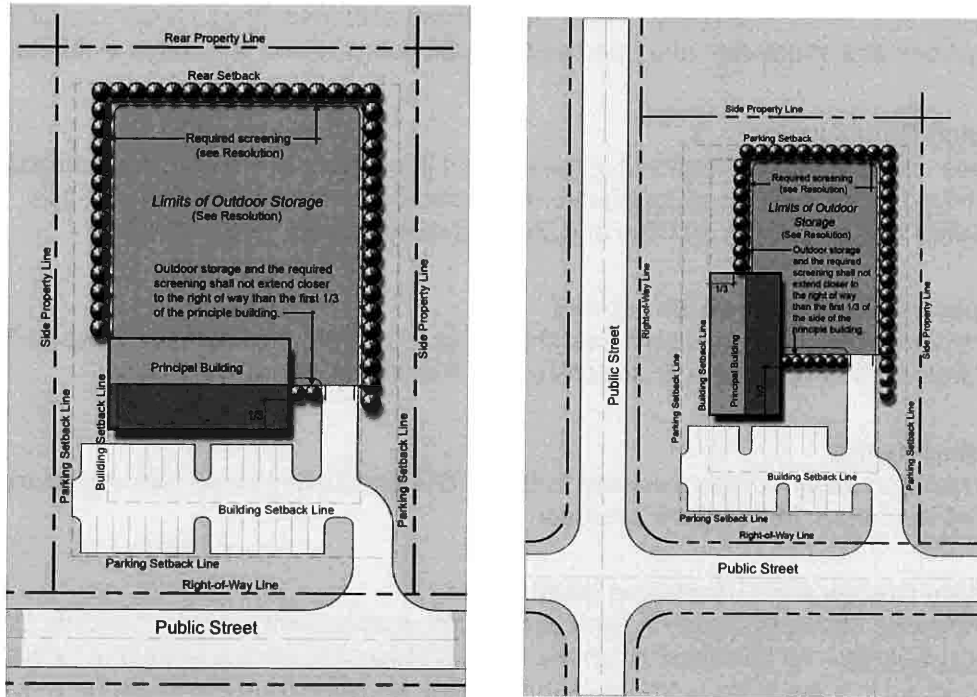 Rear Property Line
Rear Setback
Required screening
(see Resolution)
Limits of Outdoor Storage
(See Resolution)
Outdoor storage and the required
screening shall not extend closer
to the right of way than the first 1/3
of the principle building.
Side Property Line
Side Property Line
Principal Building
1/3
Parking Setback Line
Building Setback Line
Parking Setback Line
Building Setback Line
Parking Setback Line
Right-of-Way Line
Public Street
Side Property Line
Parking Setback
Required screening
(see Resolution)
Limits of Outdoor
Storage
(See Resolution)
Outdoor storage
and the required
screening shall not
extend closer to
the right of way
than the first 1/3 of
the side of the
principle building.
1/3
Right-of-Way Line
Public Street
Side Property Line
Parking Setback Line
Building Setback Line
Principal Building
Parking Setback Line
Building Setback Line
Parking Setback Line
Right-of-Way Line
Public Street